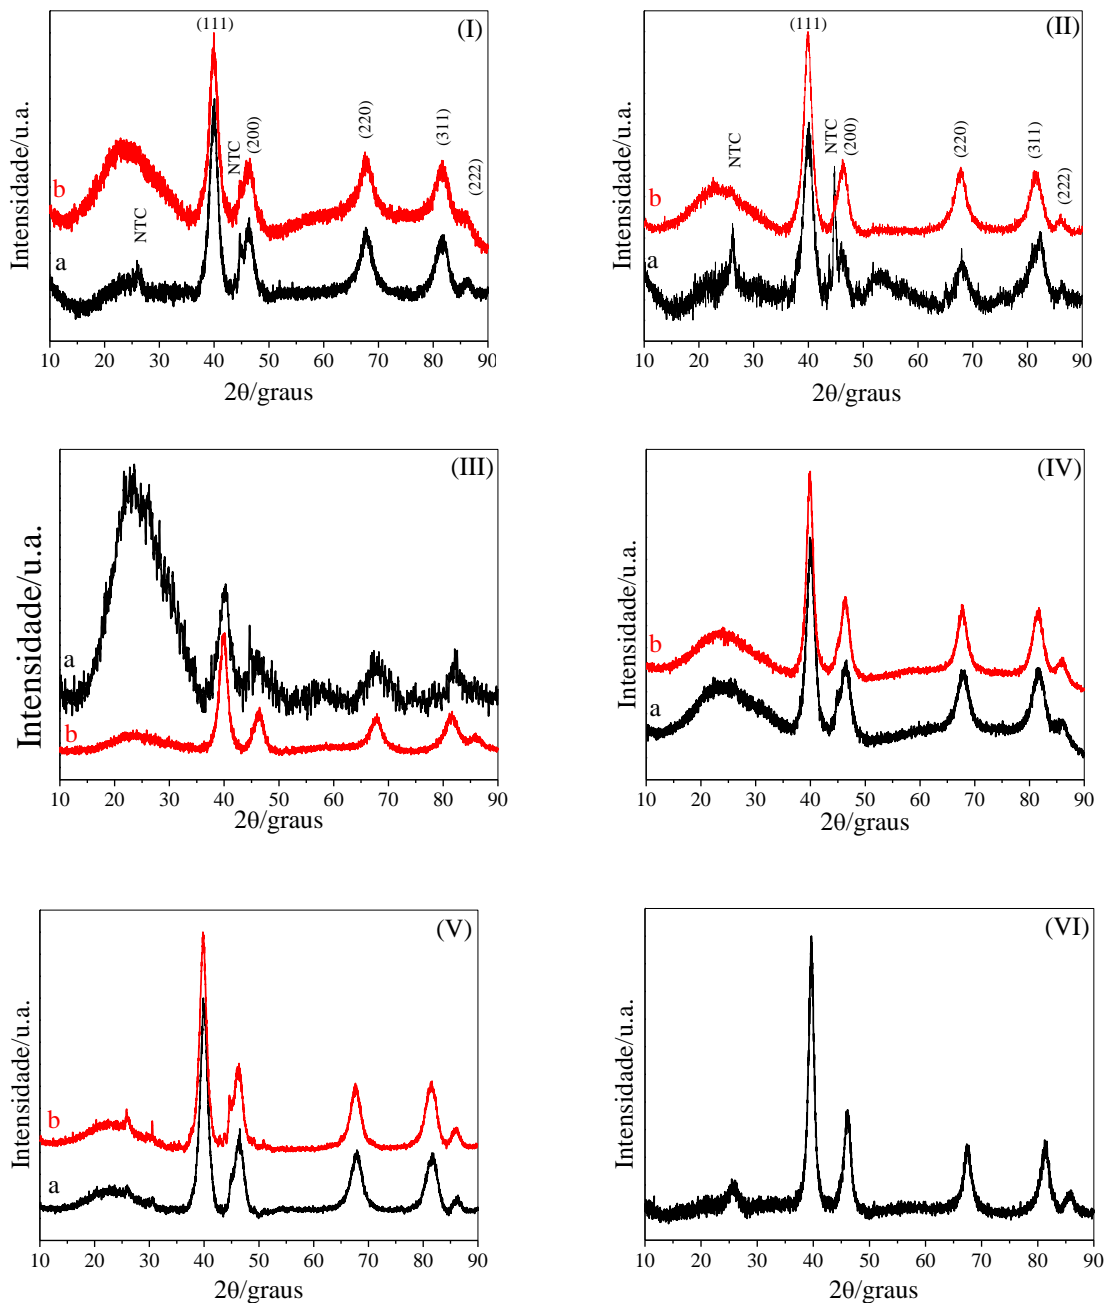 (I)
(111)
NTC
(200)
(220)
(311)
(222)
b
NTC
a
Intensidade/u.a.
10 20 30 40 50 60 70 80 90
2θ/graus
(II)
(111)
NTC
NTC
(200)
(220)
(311)
(222)
b
a
Intensidade/u.a.
10 20 30 40 50 60 70 80 90
2θ/graus
(III)
a
b
Intensidade/u.a.
10 20 30 40 50 60 70 80 90
2θ/graus
(IV)
b
a
Intensidade/u.a.
10 20 30 40 50 60 70 80 90
2θ/graus
(V)
b
a
Intensidade/u.a.
10 20 30 40 50 60 70 80 90
2θ/graus
(VI)
Intensidade/u.a.
10 20 30 40 50 60 70 80 90
2θ/graus